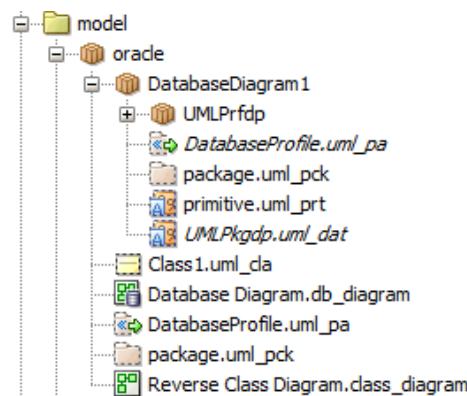 model
oracle
DatabaseDiagram1
UMLPrfdp
DatabaseProfile.uml_pa
package.uml_pck
primitive.uml_prt
UMLPkgdp.uml_dat
Class1.uml_cla
Database Diagram.db_diagram
DatabaseProfile.uml_pa
package.uml_pck
Reverse Class Diagram.class_diagram